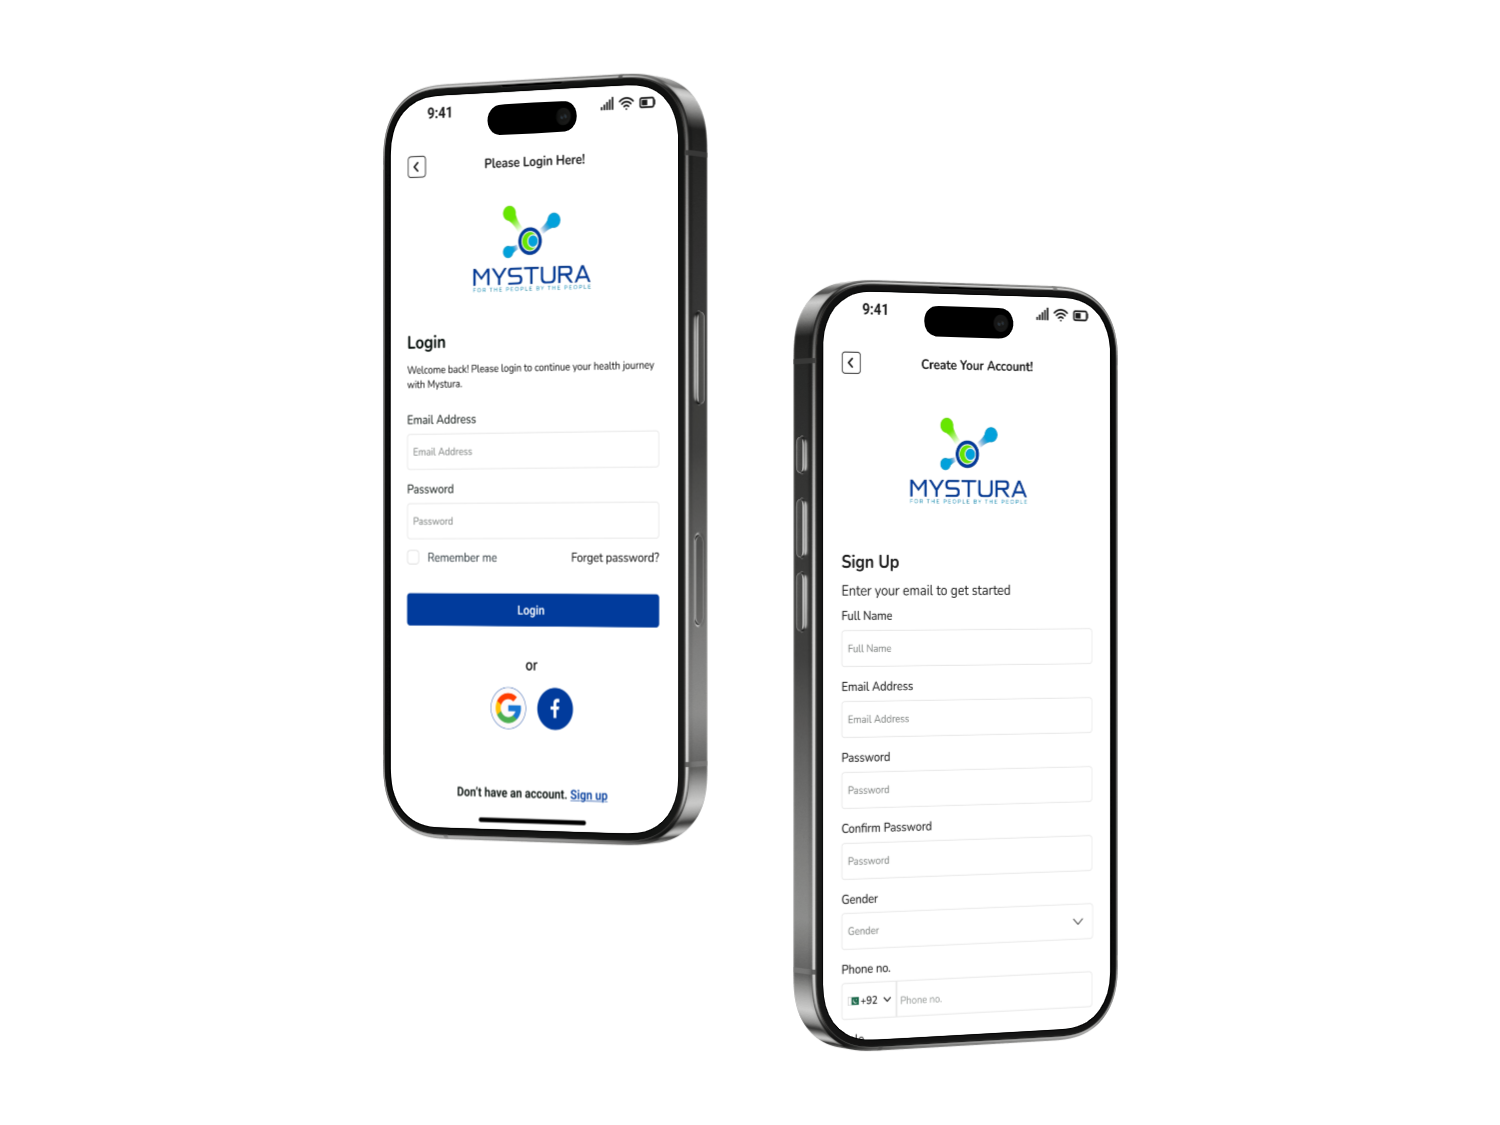 9:41
Please Login Here!
MYSTURA
FOR THE PEOPLE BY THE PEOPLE
Login
Welcome back! Please login to continue your health journey
with Mystura.
Email Address
Email Address
Password
Password
Remember me
Forget password?
Login
or
Don't have an account. Sign up
9:41
Create Your Account!
MYSTURA
FOR THE PEOPLE BY THE PEOPLE
Sign Up
Enter your email to get started
Full Name
Full Name
Email Address
Email Address
Password
Password
Confirm Password
Password
Gender
Gender
Phone no.
+92
Phone no.